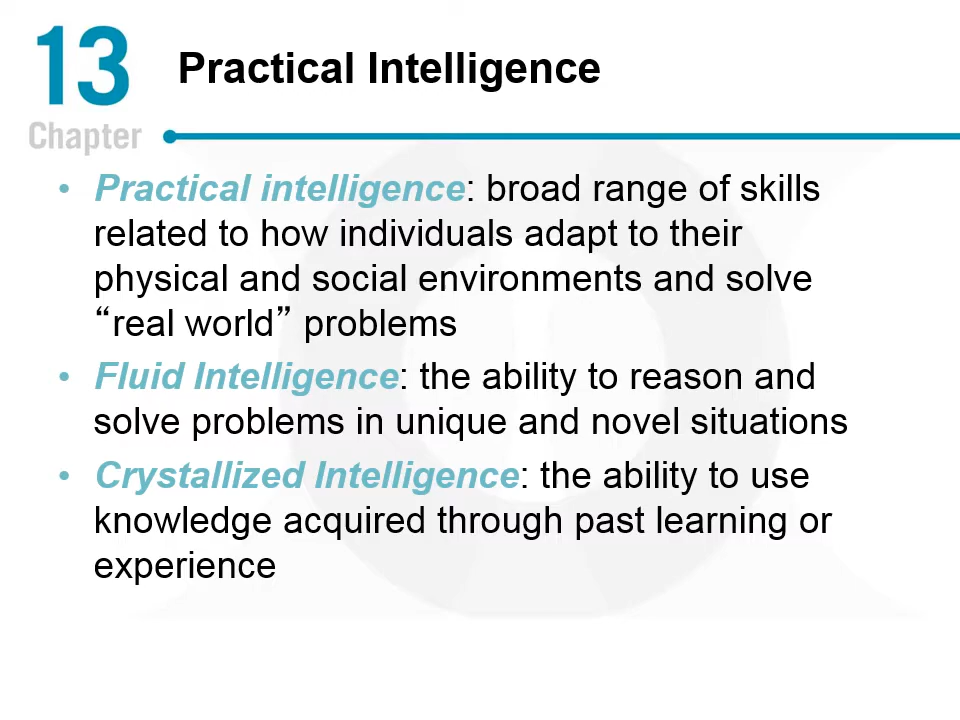 13
Chapter
Practical Intelligence
• Practical intelligence: broad range of skills
related to how individuals adapt to their
physical and social environments and solve
“real world” problems
• Fluid Intelligence: the ability to reason and
solve problems in unique and novel situations
• Crystallized Intelligence: the ability to use
knowledge acquired through past learning or
experience